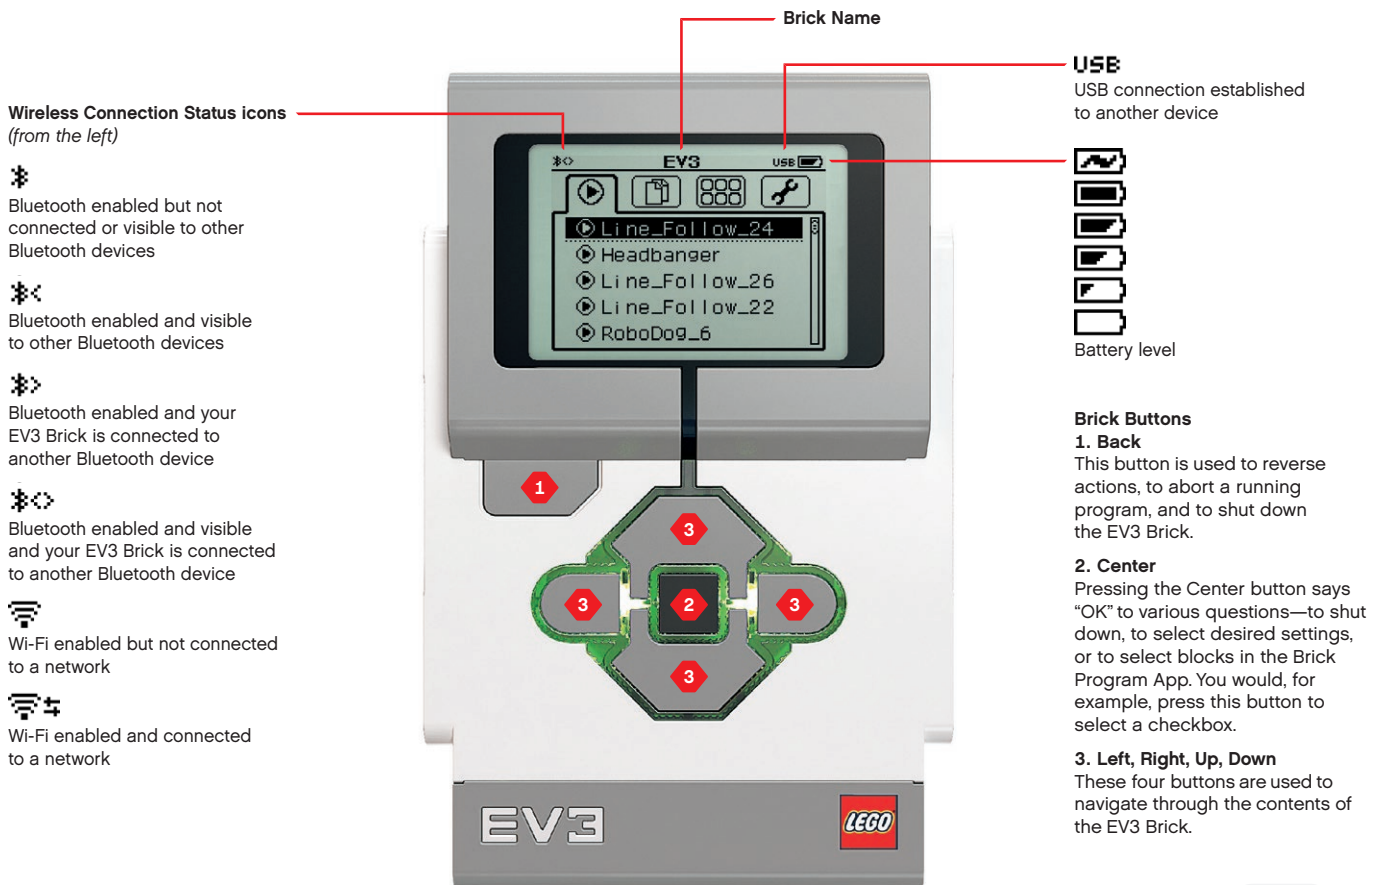 Brick Name
Wireless Connection Status icons
(from the left)
Bluetooth enabled but not
connected or visible to other
Bluetooth devices
Bluetooth enabled and visible
to other Bluetooth devices
Bluetooth enabled and your
EV3 Brick is connected to
another Bluetooth device
Bluetooth enabled and visible
and your EV3 Brick is connected
to another Bluetooth device
Wi-Fi enabled but not connected
to a network
Wi-Fi enabled and connected
to a network
EV3 USB
Line_Follow_24
Headbanger
Line_Follow_26
Line_Follow_22
RoboDog_6
1
3
3 2 3
3
EV3
LEGO
USB
USB connection established
to another device
Battery level
Brick Buttons
1. Back
This button is used to reverse
actions, to abort a running
program, and to shut down
the EV3 Brick.
2. Center
Pressing the Center button says
“OK” to various questions—to shut
down, to select desired settings,
or to select blocks in the Brick
Program App. You would, for
example, press this button to
select a checkbox.
3. Left, Right, Up, Down
These four buttons are used to
navigate through the contents of
the EV3 Brick.